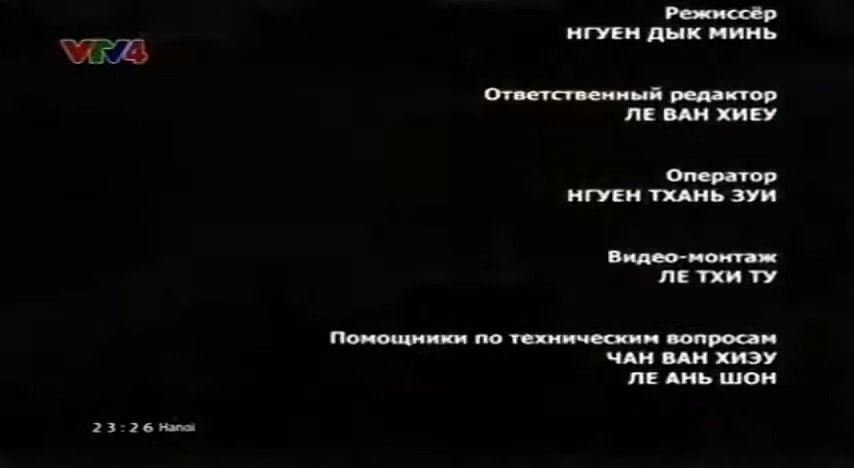 VTV4
Режиссёр
НГУЕН ДЫК МИНЬ
Ответственный редактор
ЛЕ ВАН ХИЕУ
Оператор
НГУЕН ТХАНЬ ЗУИ
Видео-монтаж
ЛЕ ТХИ ТУ
Помощники по техническим вопросам
ЧАН ВАН ХИЭУ
ЛЕ АНЬ ШОН
23:26 Hanoi